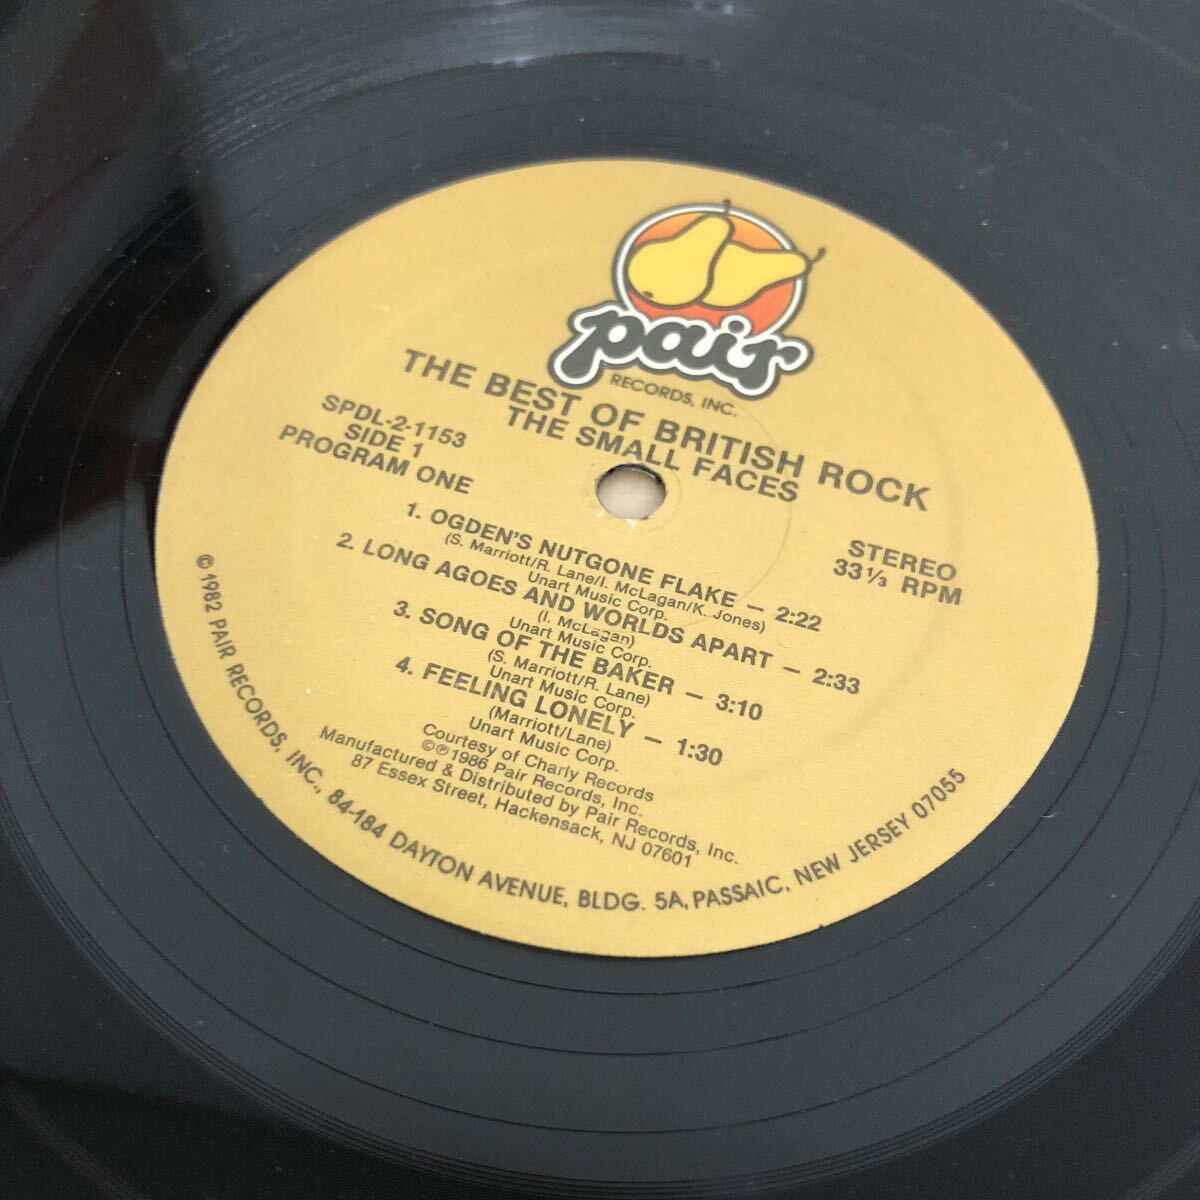 pair
RECORDS, INC.
THE BEST OF BRITISH ROCK
THE SMALL FACES
SPDL-2-1153
SIDE 1
PROGRAM ONE
STEREO
33 1/3 RPM
1. OGDEN'S NUTGONE FLAKE – 2:22
(S. Marriott/R. Lane/I. McLagan/K. Jones)
Unart Music Corp.
2. LONG AGOES AND WORLDS APART – 2:33
(I. McLagan)
Unart Music Corp.
3. SONG OF THE BAKER – 3:10
(S. Marriott/R. Lane)
Unart Music Corp.
4. FEELING LONELY – 1:30
(Marriott/Lane)
Unart Music Corp.
Courtesy of Charly Records
©℗1986 Pair Records, Inc.
Manufactured & Distributed by Pair Records, Inc.
87 Essex Street, Hackensack, NJ 07601
© 1982 PAIR RECORDS, INC., 84-184 DAYTON AVENUE, BLDG. 5A, PASSAIC, NEW JERSEY 07055